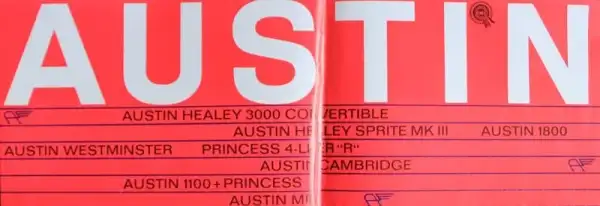 AUSTIN
AUSTIN HEALEY 3000 CONVERTIBLE
AUSTIN HEALEY SPRITE MK III AUSTIN 1800
AUSTIN WESTMINSTER PRINCESS 4-LITER "R"
AUSTIN CAMBRIDGE
AUSTIN 1100 + PRINCESS
AUSTIN